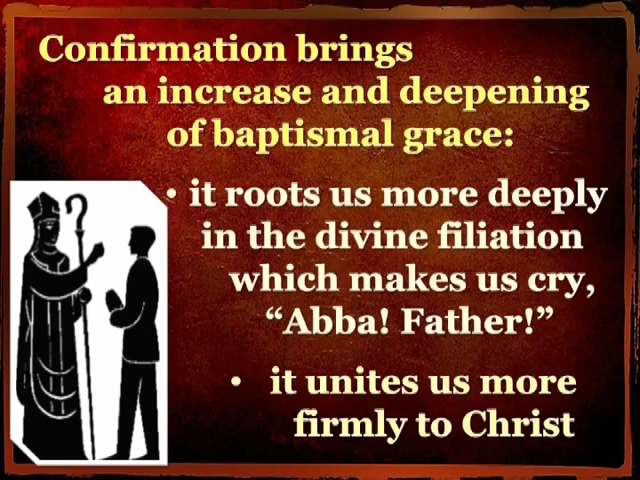 Confirmation brings
an increase and deepening
of baptismal grace:
• it roots us more deeply
in the divine filiation
which makes us cry,
“Abba! Father!”
• it unites us more
firmly to Christ